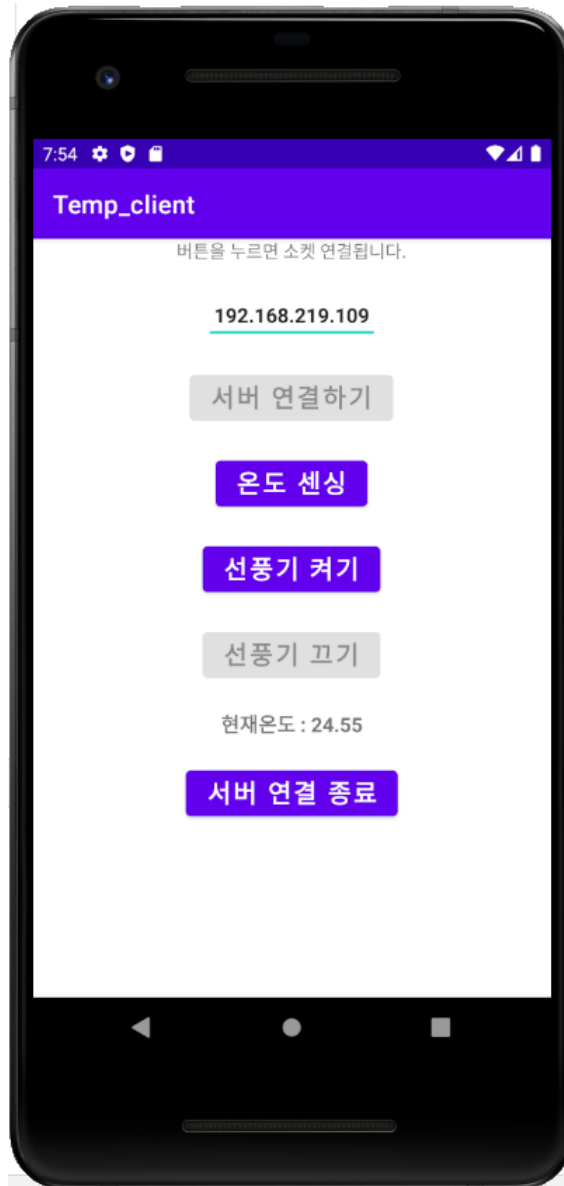 7:54
Temp_client
버튼을 누르면 소켓 연결됩니다.
192.168.219.109
서버 연결하기
온도 센싱
선풍기 켜기
선풍기 끄기
현재온도 : 24.55
서버 연결 종료